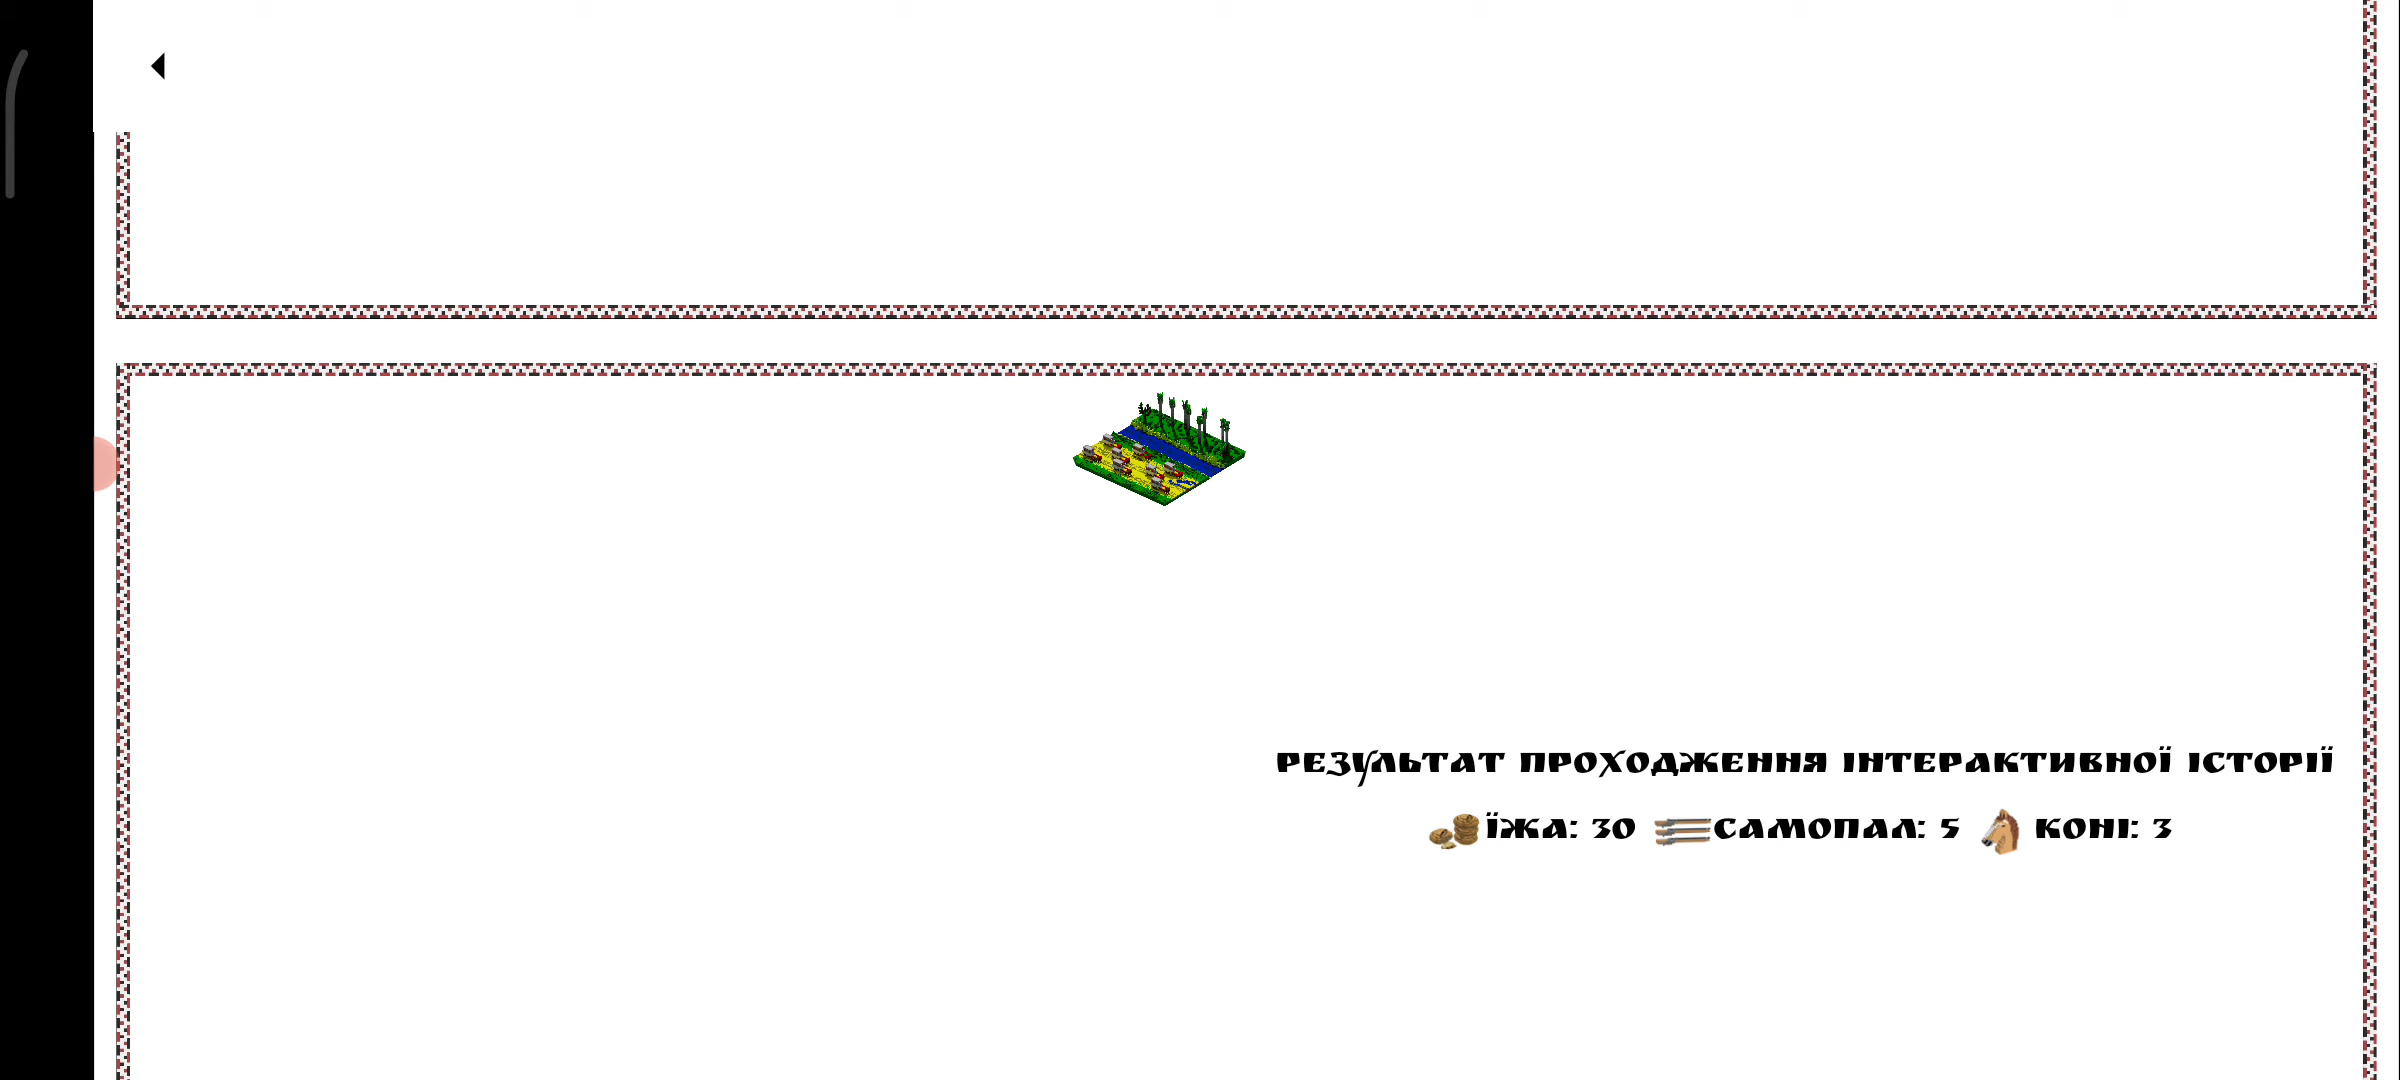 РЕЗУЛЬТАТ ПРОХОДЖЕННЯ ІНТЕРАКТИВНОЇ ІСТОРІЇ
ЇЖА: 30 САМОПАЛ: 5 КОНІ: 3